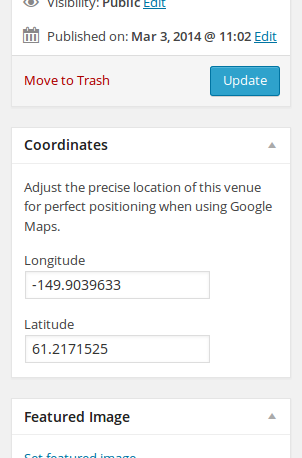 Visibility: Public Edit
Published on: Mar 3, 2014 @ 11:02 Edit
Move to Trash
Update
Coordinates
Adjust the precise location of this venue
for perfect positioning when using Google
Maps.
Longitude
-149.9039633
Latitude
61.2171525
Featured Image
Set featured image